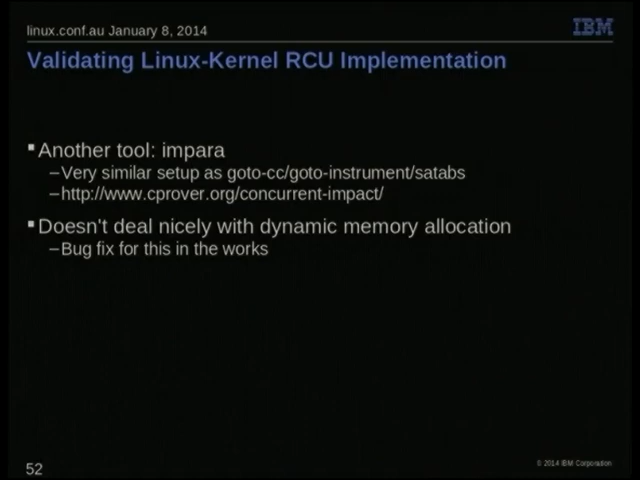 linux.conf.au January 8, 2014
IBM
Validating Linux-Kernel RCU Implementation
Another tool: impara
–Very similar setup as goto-cc/goto-instrument/satabs
–http://www.cprover.org/concurrent-impact/
Doesn't deal nicely with dynamic memory allocation
–Bug fix for this in the works
52
© 2014 IBM Corporation